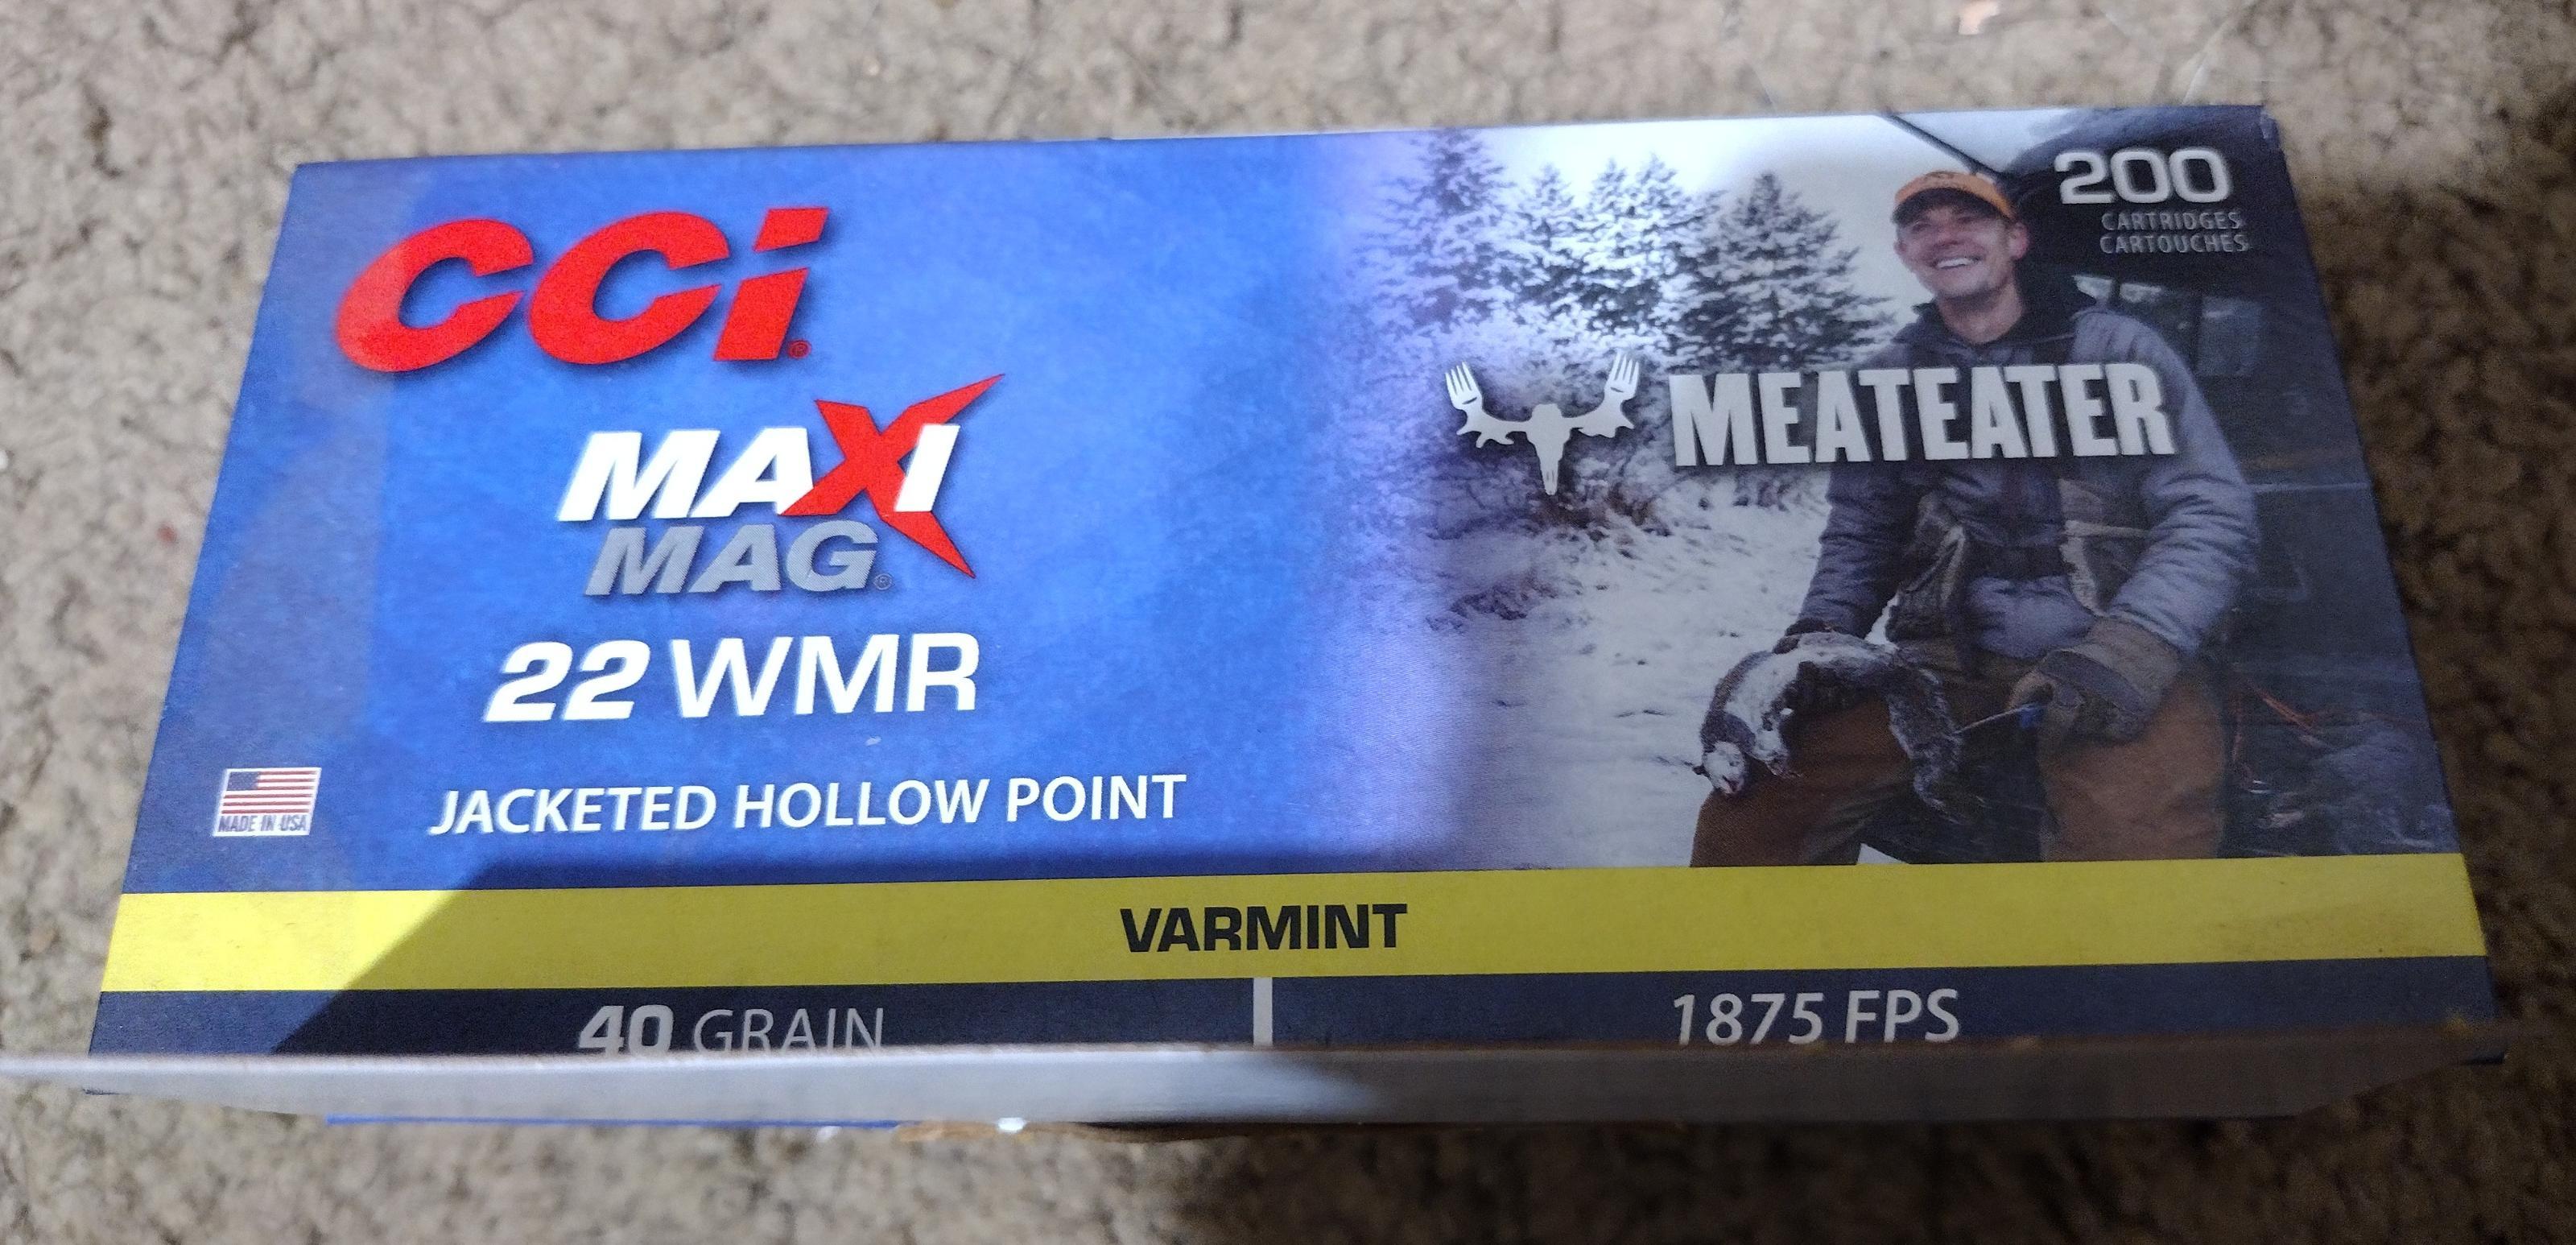 CCi®
MAXI
MAG®
22 WMR
MADE IN USA
JACKETED HOLLOW POINT
200
CARTRIDGES
CARTOUCHES
MEATEATER
VARMINT
40 GRAIN
1875 FPS